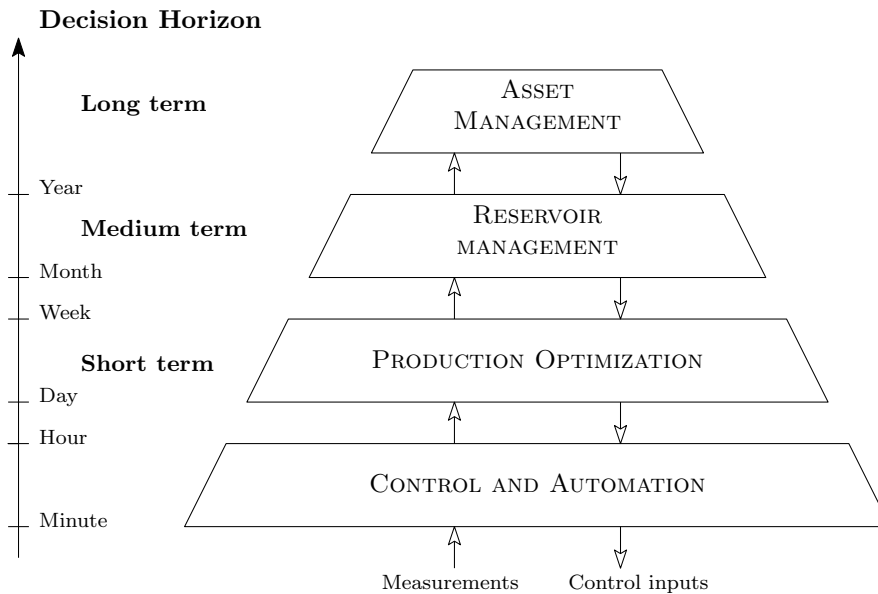 Decision Horizon
Long term
Asset
Management
Year
Medium term
Reservoir
management
Month
Week
Short term
Production Optimization
Day
Hour
Control and Automation
Minute
Measurements
Control inputs